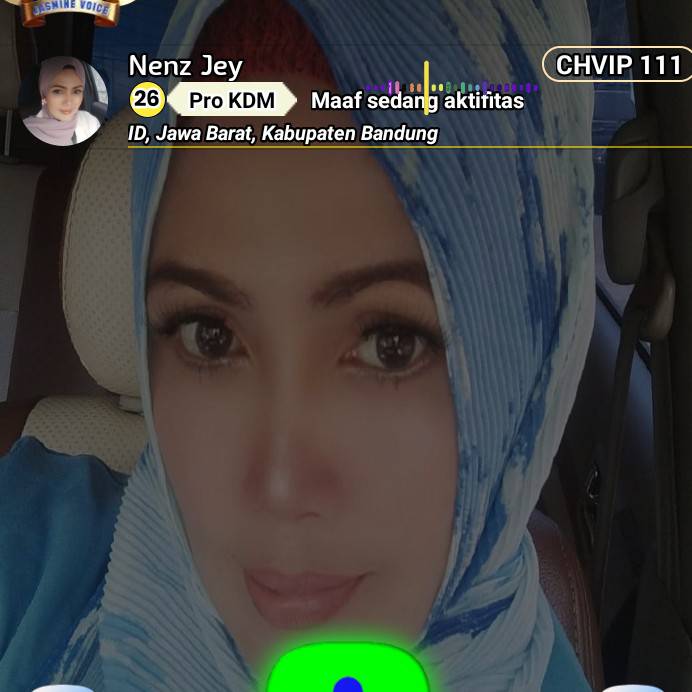 JASMINE VOICE
Nenz Jey
CHVIP 111
26 Pro KDM Maaf sedang aktifitas
ID, Jawa Barat, Kabupaten Bandung